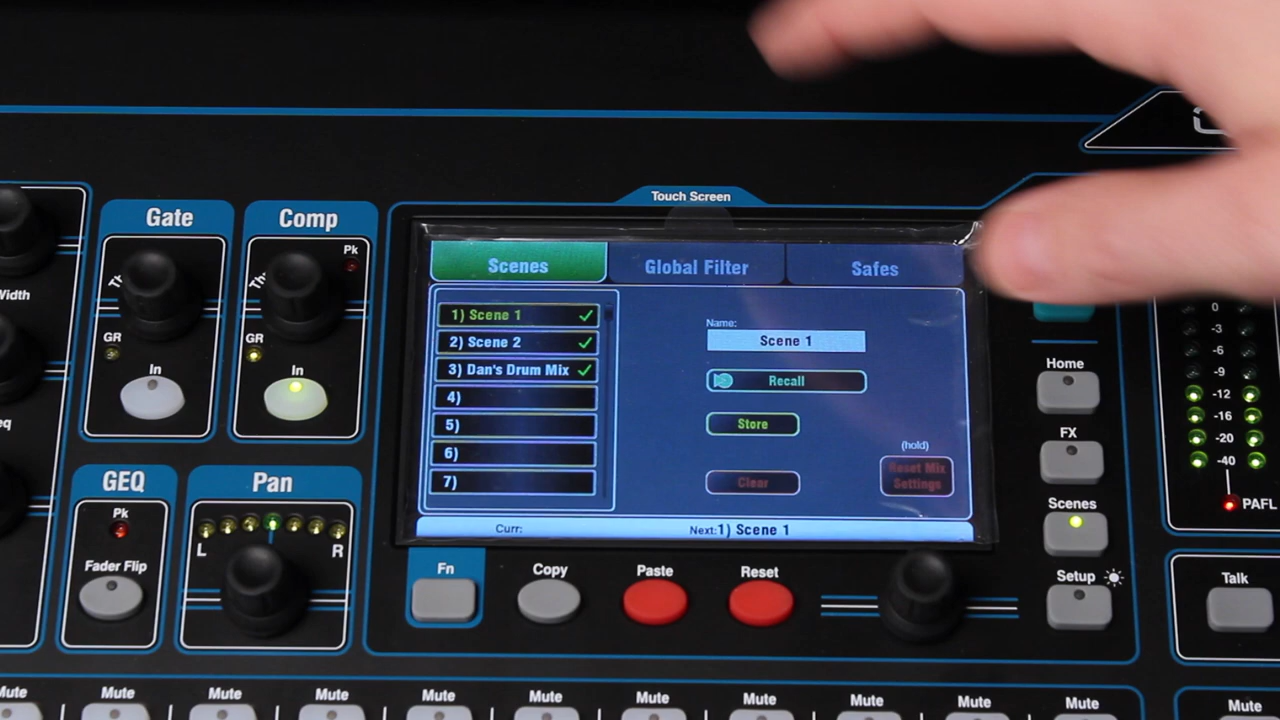 Touch Screen
Gate
Comp
Pk
GR
In
GR
In
Width
GEQ
Pk
Fader Flip
Pan
L
R
Scenes
Global Filter
Safes
1) Scene 1
2) Scene 2
3) Dan's Drum Mix
4)
5)
6)
7)
Name:
Scene 1
Recall
Store
Clear
(hold)
Reset Mix
Settings
Curr:
Next:1) Scene 1
Fn
Copy
Paste
Reset
Home
FX
Scenes
Setup
0
-3
-6
-9
-12
-16
-20
-40
PAFL
Talk
Mute
Mute
Mute
Mute
Mute
Mute
Mute
Mute
Mute
Mute
Mute
Mute